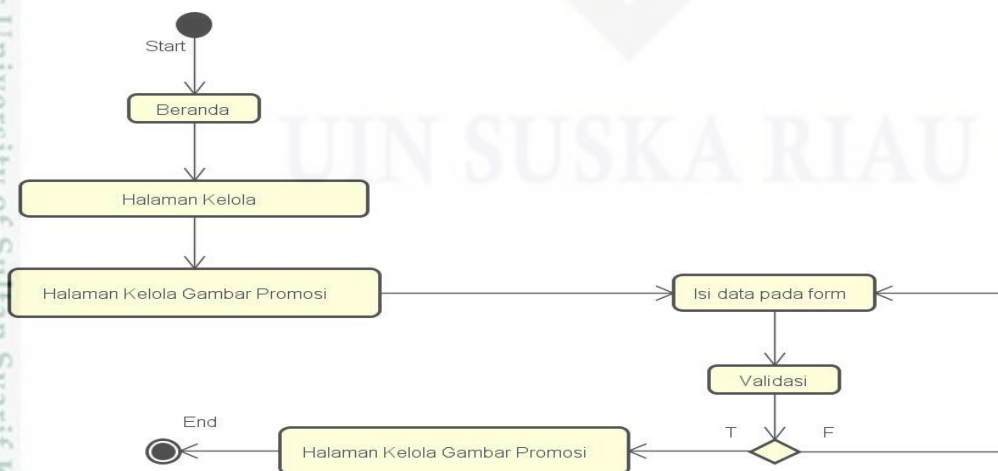 Start
Beranda
UIN SUSKA RIAU
Halaman Kelola
Halaman Kelola Gambar Promosi
Isi data pada form
Validasi
T
F
End
Halaman Kelola Gambar Promosi